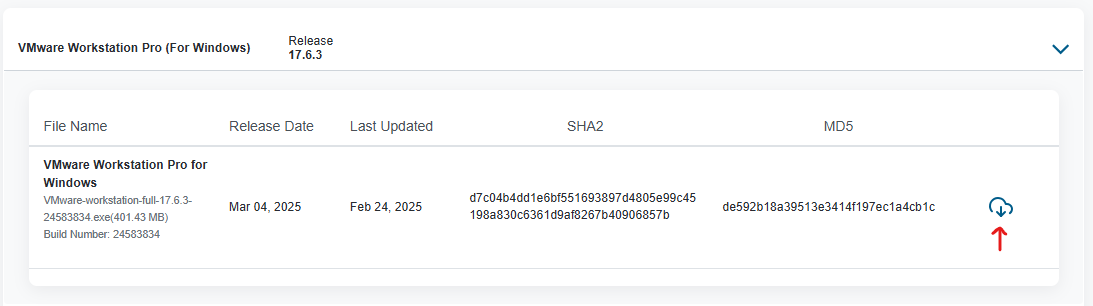 VMware Workstation Pro (For Windows)
Release
17.6.3
File Name
Release Date
Last Updated
SHA2
MD5
VMware Workstation Pro for
Windows
VMware-workstation-full-17.6.3-
24583834.exe(401.43 MB)
Build Number: 24583834
Mar 04, 2025
Feb 24, 2025
d7c04b4dd1e6bf551693897d4805e99c45
198a830c6361d9af8267b40906857b
de592b18a39513e3414f197ec1a4cb1c